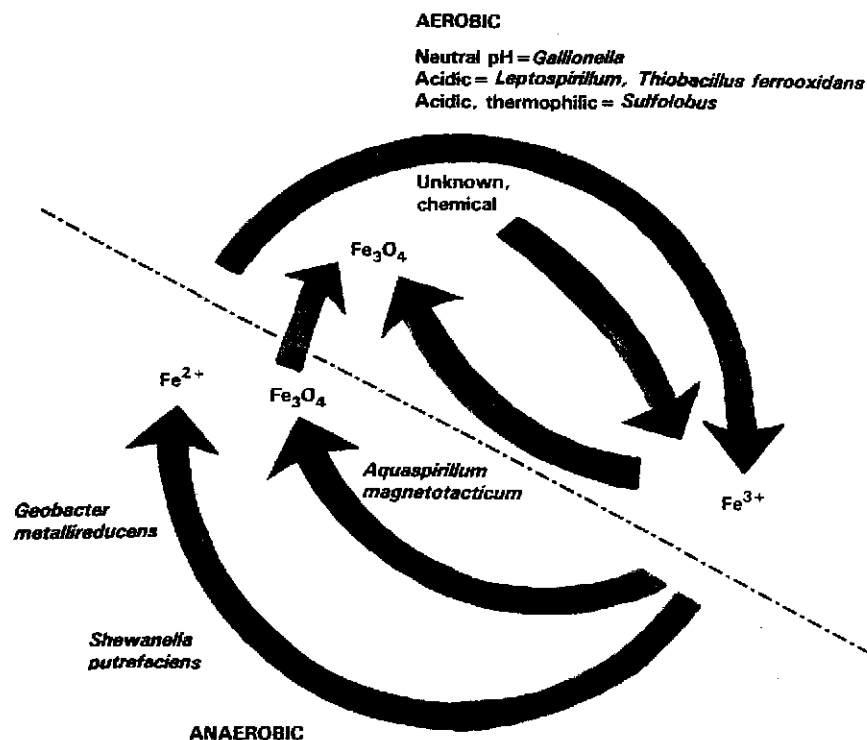 AEROBIC
Neutral pH = Gallionella
Acidic = Leptospirillum, Thiobacillus ferrooxidans
Acidic, thermophilic = Sulfolobus
Unknown,
chemical
Fe₃O₄
Fe²⁺
Fe₃O₄
Aquaspirillum
magnetotacticum
Fe³⁺
Geobacter
metallireducens
Shewanella
putrefaciens
ANAEROBIC